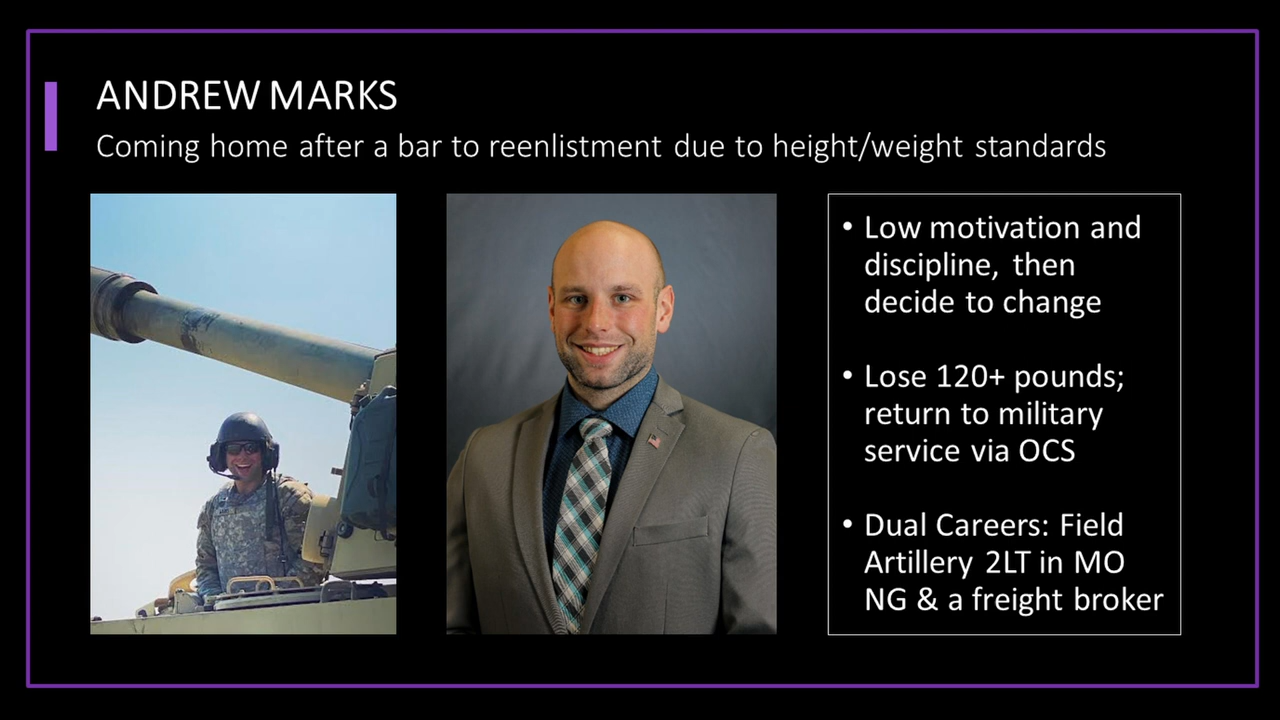 ANDREW MARKS
Coming home after a bar to reenlistment due to height/weight standards
• Low motivation and
discipline, then
decide to change
• Lose 120+ pounds;
return to military
service via OCS
• Dual Careers: Field
Artillery 2LT in MO
NG & a freight broker